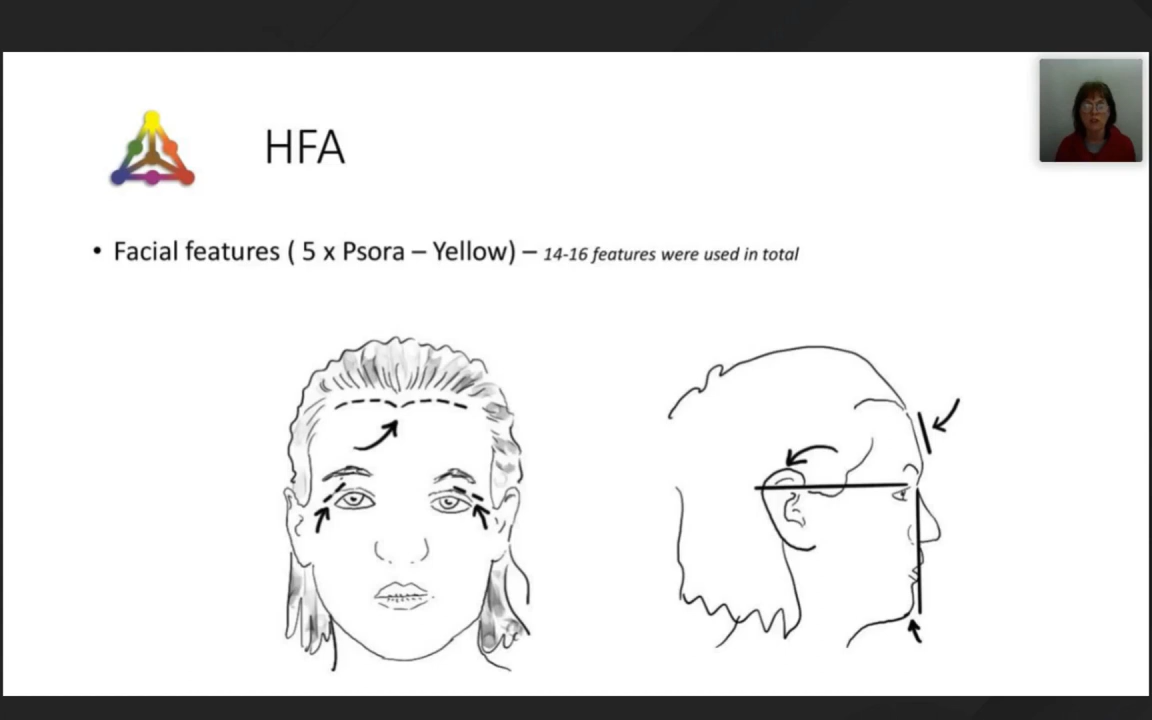 HFA
• Facial features ( 5 x Psora – Yellow) – 14-16 features were used in total